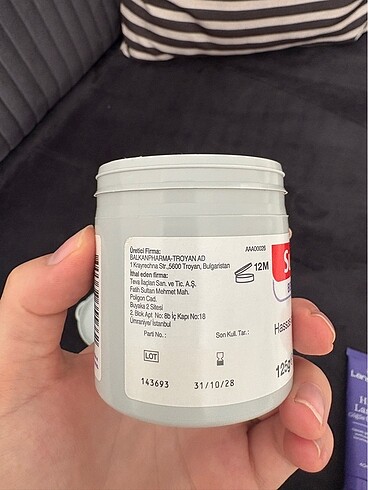 Üretici Firma:
BALKANPHARMA-TROYAN AD
1 Krayrechna Str.,5600 Troyan, Bulgaristan
İthal eden firma:
Teva İlaçları San. ve Tic. A.Ş.
Fatih Sultan Mehmet Mah.
Poligon Cad.
Buyaka 2 Sitesi
2. Blok Apt No: 8b İç Kapı No:18
Ümraniye/ İstanbul
Parti No.:
Son Kul. Tar.:
LOT
143693
31/10/28
AAAD0026
12M
125g